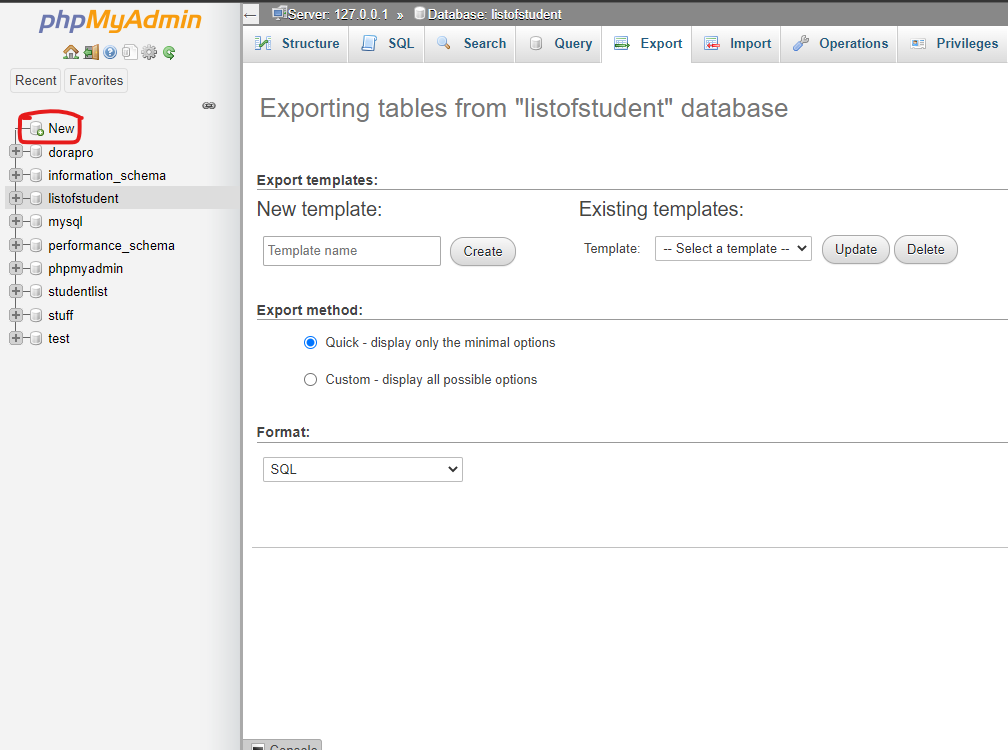 phpMyAdmin
Recent Favorites
New
dorapro
information_schema
listofstudent
mysql
performance_schema
phpmyadmin
studentlist
stuff
test
Server: 127.0.0.1 » Database: listofstudent
Structure SQL Search Query Export Import Operations Privileges
Exporting tables from "listofstudent" database
Export templates:
New template: Existing templates:
Template name Create Template: -- Select a template -- Update Delete
Export method:
Quick - display only the minimal options
Custom - display all possible options
Format:
SQL
Console